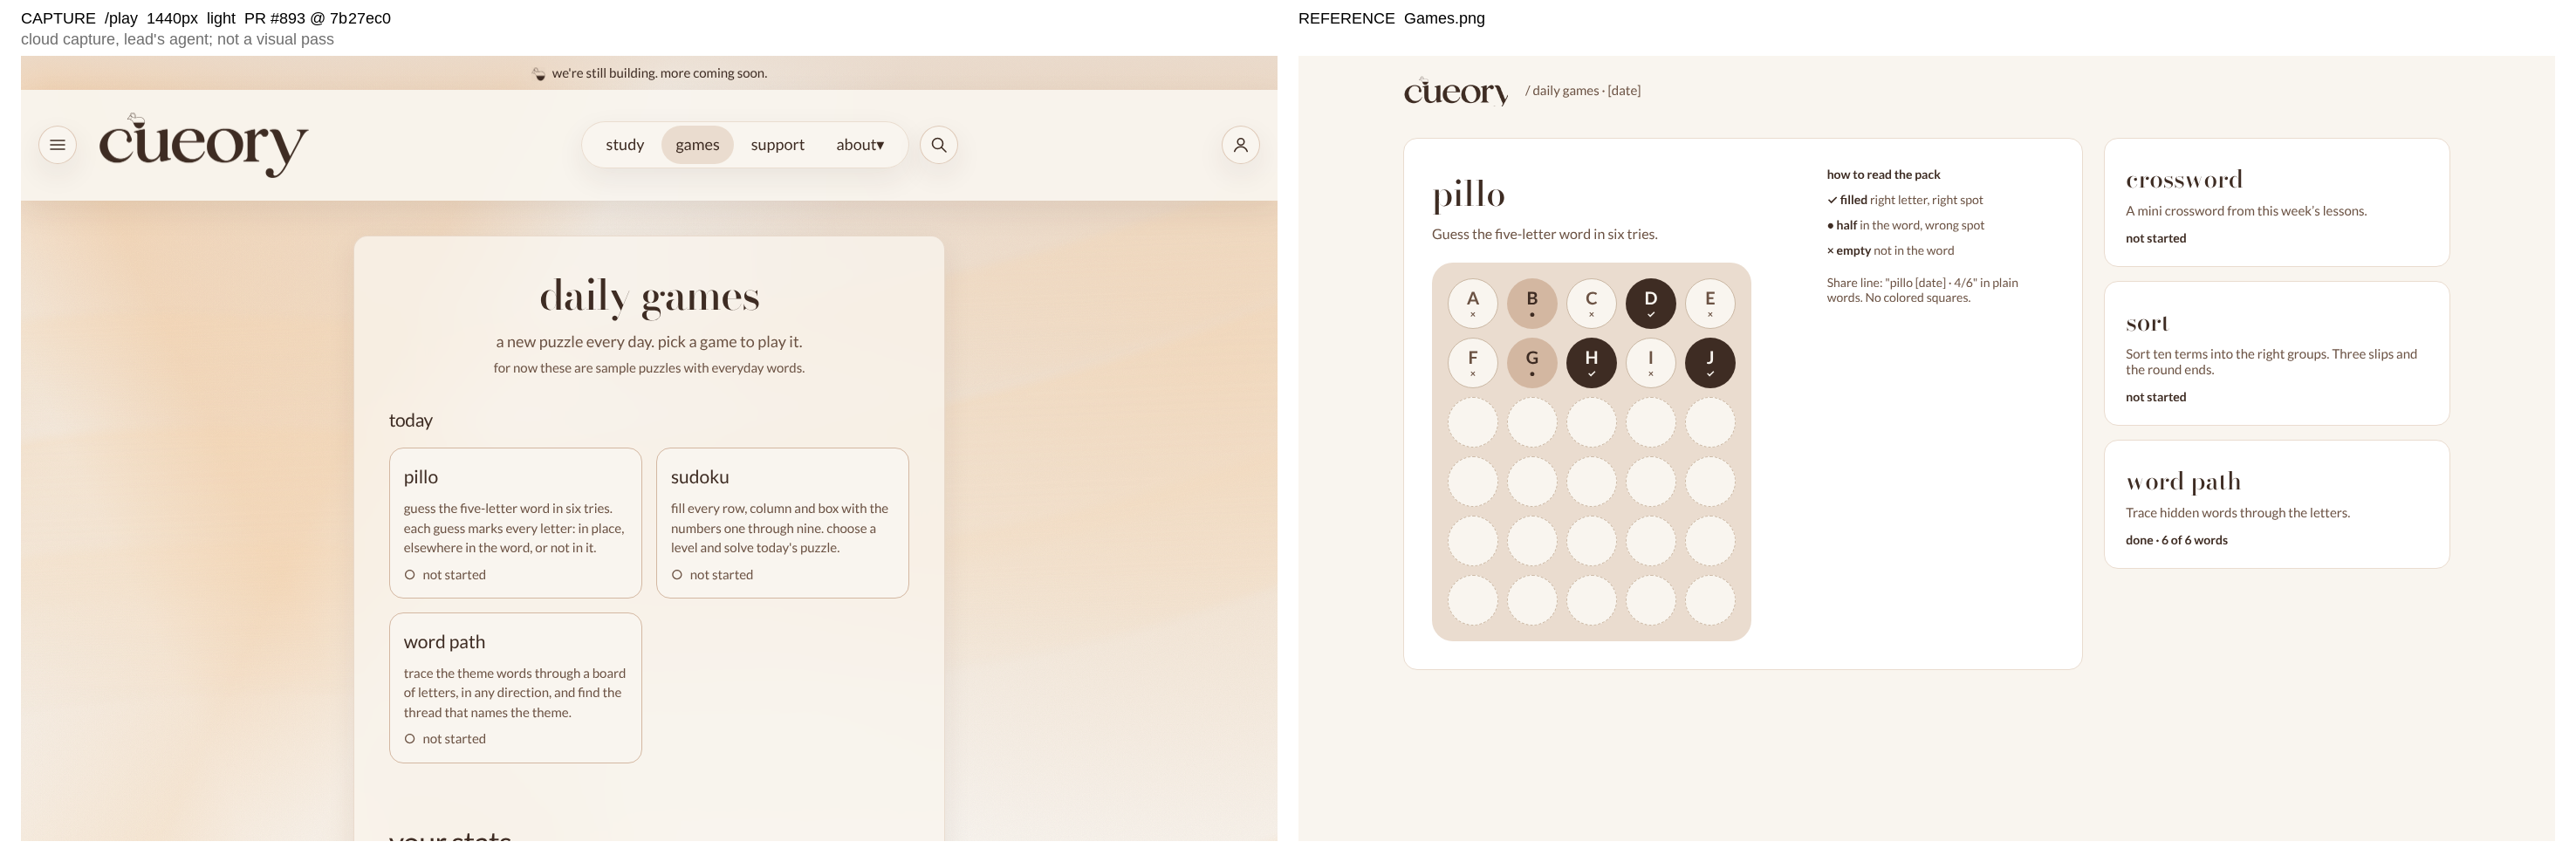 CAPTURE /play 1440px light PR #893 @ 7b27ec0
cloud capture, lead's agent; not a visual pass
we're still building. more coming soon.
cueory
study games support about▾
daily games
a new puzzle every day. pick a game to play it.
for now these are sample puzzles with everyday words.
today
pillo
guess the five-letter word in six tries.
each guess marks every letter: in place,
elsewhere in the word, or not in it.
not started
sudoku
fill every row, column and box with the
numbers one through nine. choose a
level and solve today's puzzle.
not started
word path
trace the theme words through a board
of letters, in any direction, and find the
thread that names the theme.
not started
your stats
REFERENCE Games.png
cueory / daily games · [date]
pillo
Guess the five-letter word in six tries.
A B C D E
× • × ✓ ×
F G H I J
× • ✓ × ✓
how to read the pack
✓ filled right letter, right spot
• half in the word, wrong spot
× empty not in the word
Share line: "pillo [date] · 4/6" in plain
words. No colored squares.
crossword
A mini crossword from this week's lessons.
not started
sort
Sort ten terms into the right groups. Three slips and
the round ends.
not started
word path
Trace hidden words through the letters.
done · 6 of 6 words